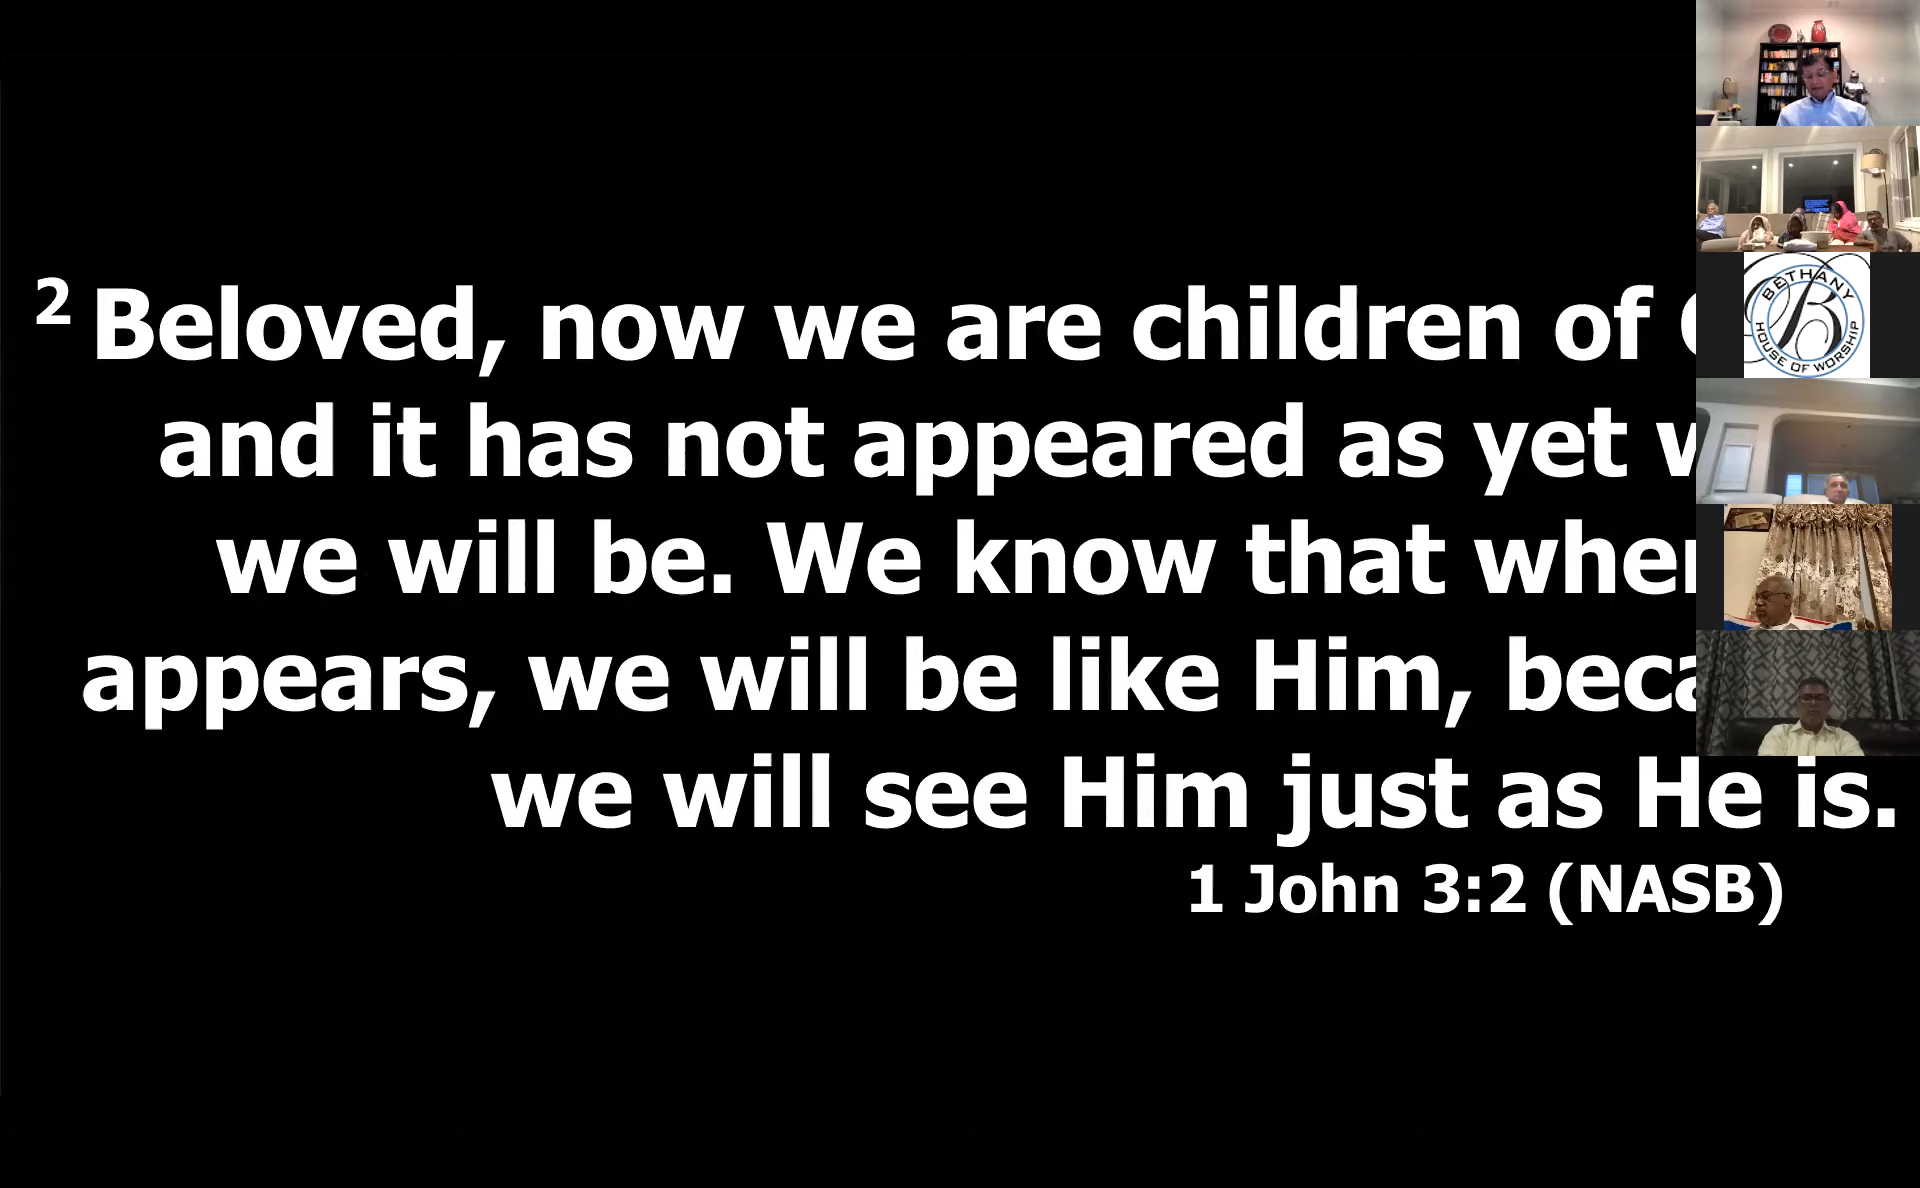 2 Beloved, now we are children of
and it has not appeared as yet
we will be. We know that
appears, we will be like Him,
we will see Him just as He is.
1 John 3:2 (NASB)
BETHANY
B
HOUSE OF WORSHIP